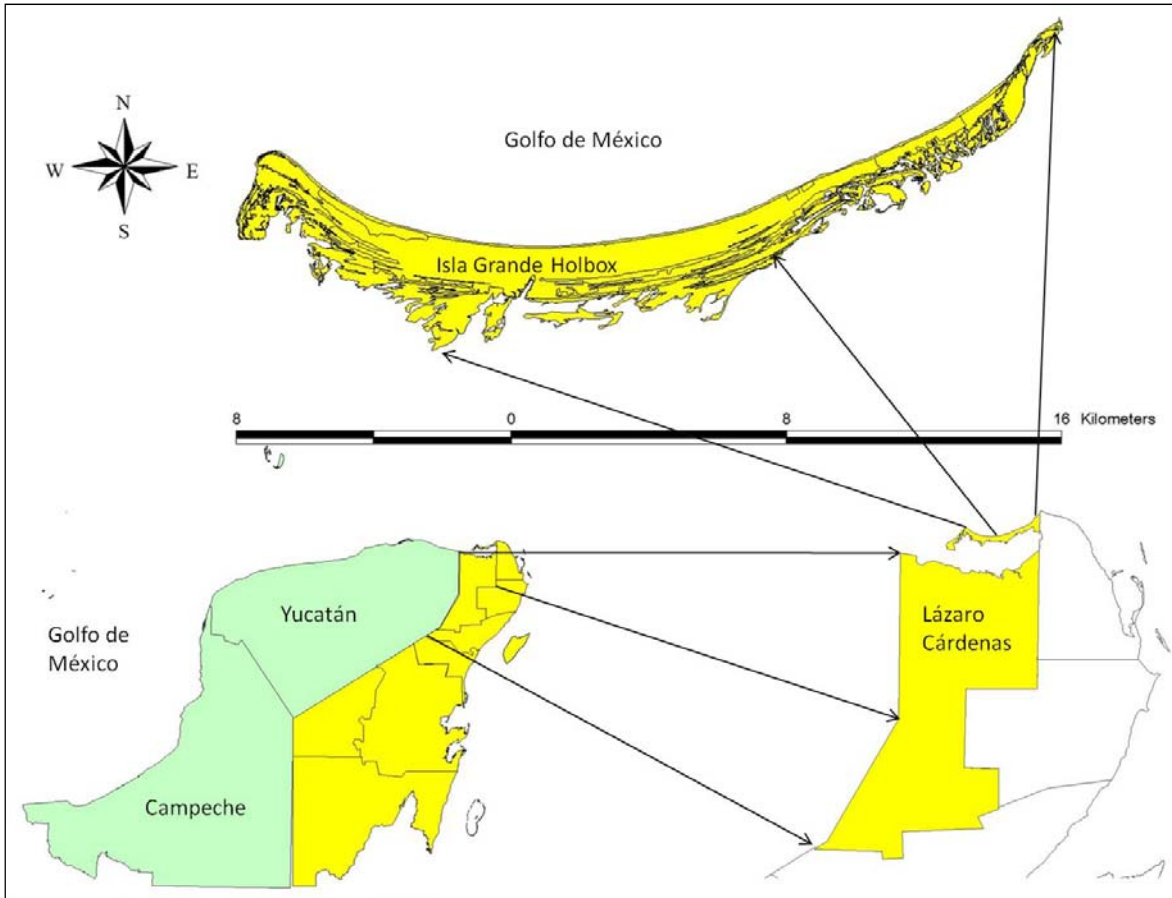 N
W E
S
Golfo de México
Isla Grande Holbox
8 0 8 16 Kilometers
Yucatán
Golfo de
México
Campeche
Lázaro
Cárdenas